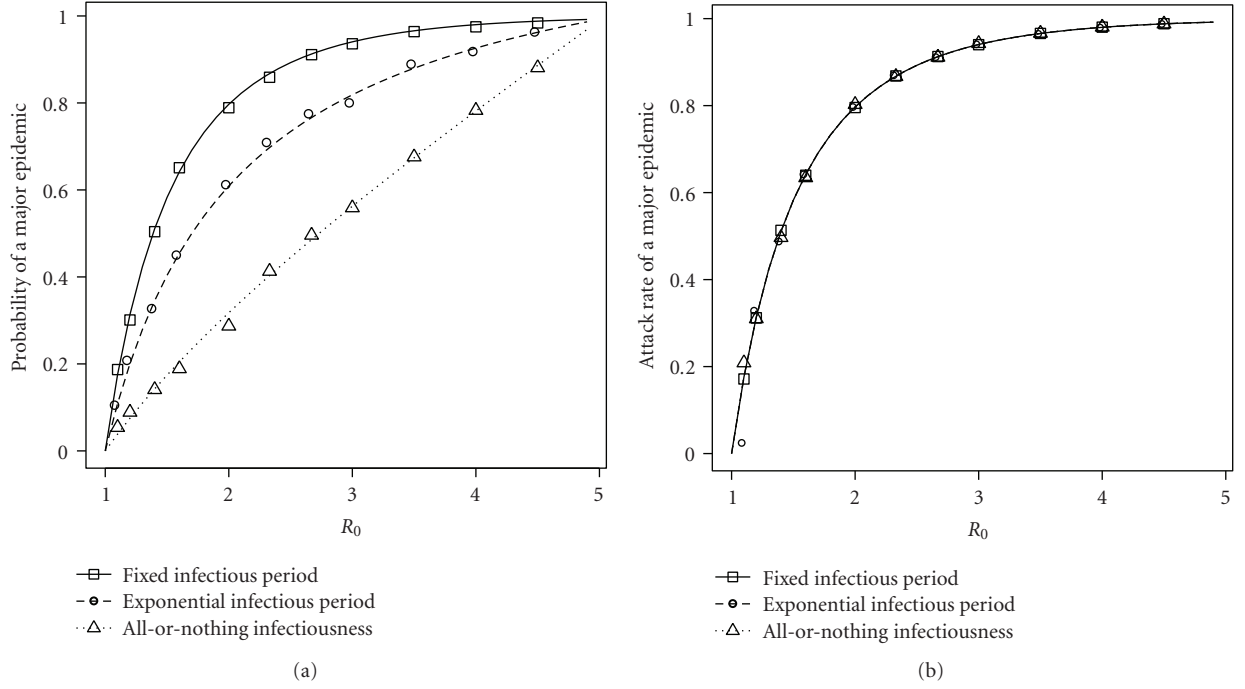 Probability of a major epidemic
1
0.8
0.6
0.4
0.2
0
1 2 3 4 5
R0
Fixed infectious period
Exponential infectious period
All-or-nothing infectiousness
(a)
Attack rate of a major epidemic
1
0.8
0.6
0.4
0.2
0
1 2 3 4 5
R0
Fixed infectious period
Exponential infectious period
All-or-nothing infectiousness
(b)